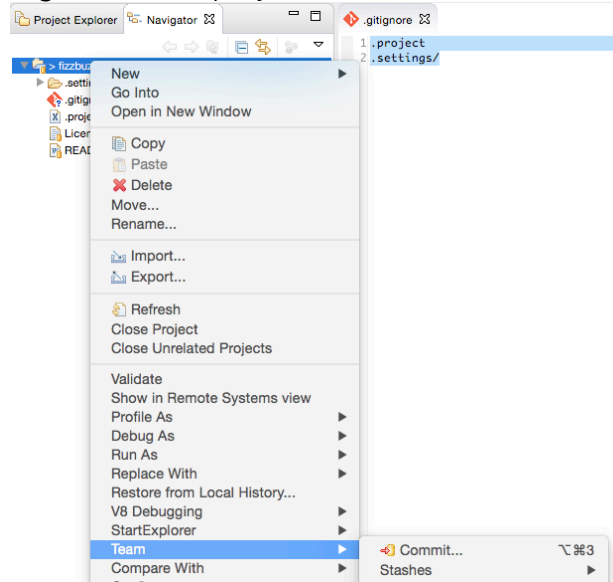 Project Explorer Navigator
.gitignore
1 .project
2 .settings/
> fizzbu
.setti
.gitig
.proje
Licer
READ
New
Go Into
Open in New Window
Copy
Paste
Delete
Move...
Rename...
Import...
Export...
Refresh
Close Project
Close Unrelated Projects
Validate
Show in Remote Systems view
Profile As
Debug As
Run As
Replace With
Restore from Local History...
V8 Debugging
StartExplorer
Team
Compare With
Commit... ⌥⌘3
Stashes